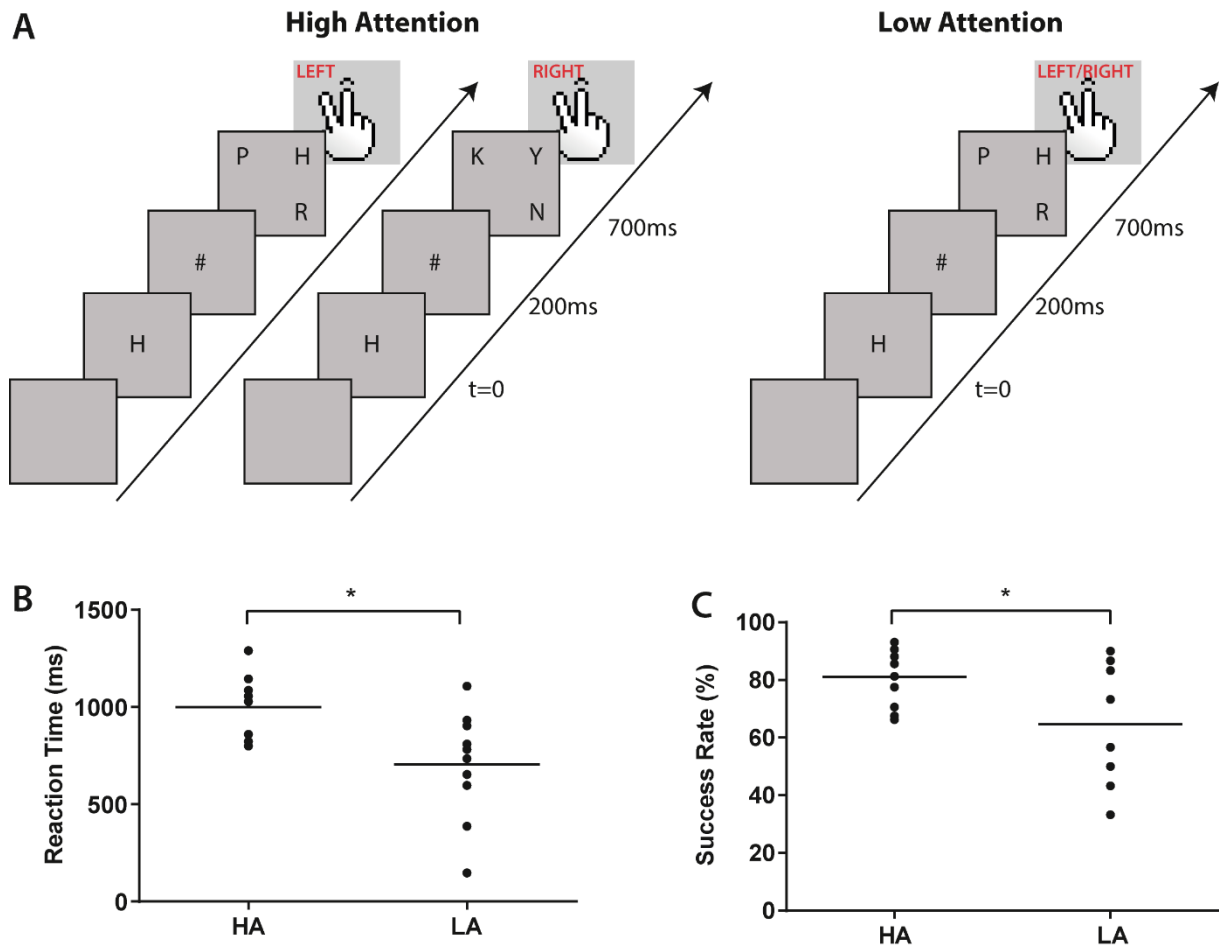 A
High Attention
Low Attention
LEFT
RIGHT
LEFT/RIGHT
P H
R
K Y
N
P H
R
#
#
#
700ms
700ms
H
H
H
200ms
200ms
t=0
t=0
B
*
Reaction Time (ms)
1500
1000
500
0
HA
LA
C
*
Success Rate (%)
100
80
60
40
20
0
HA
LA